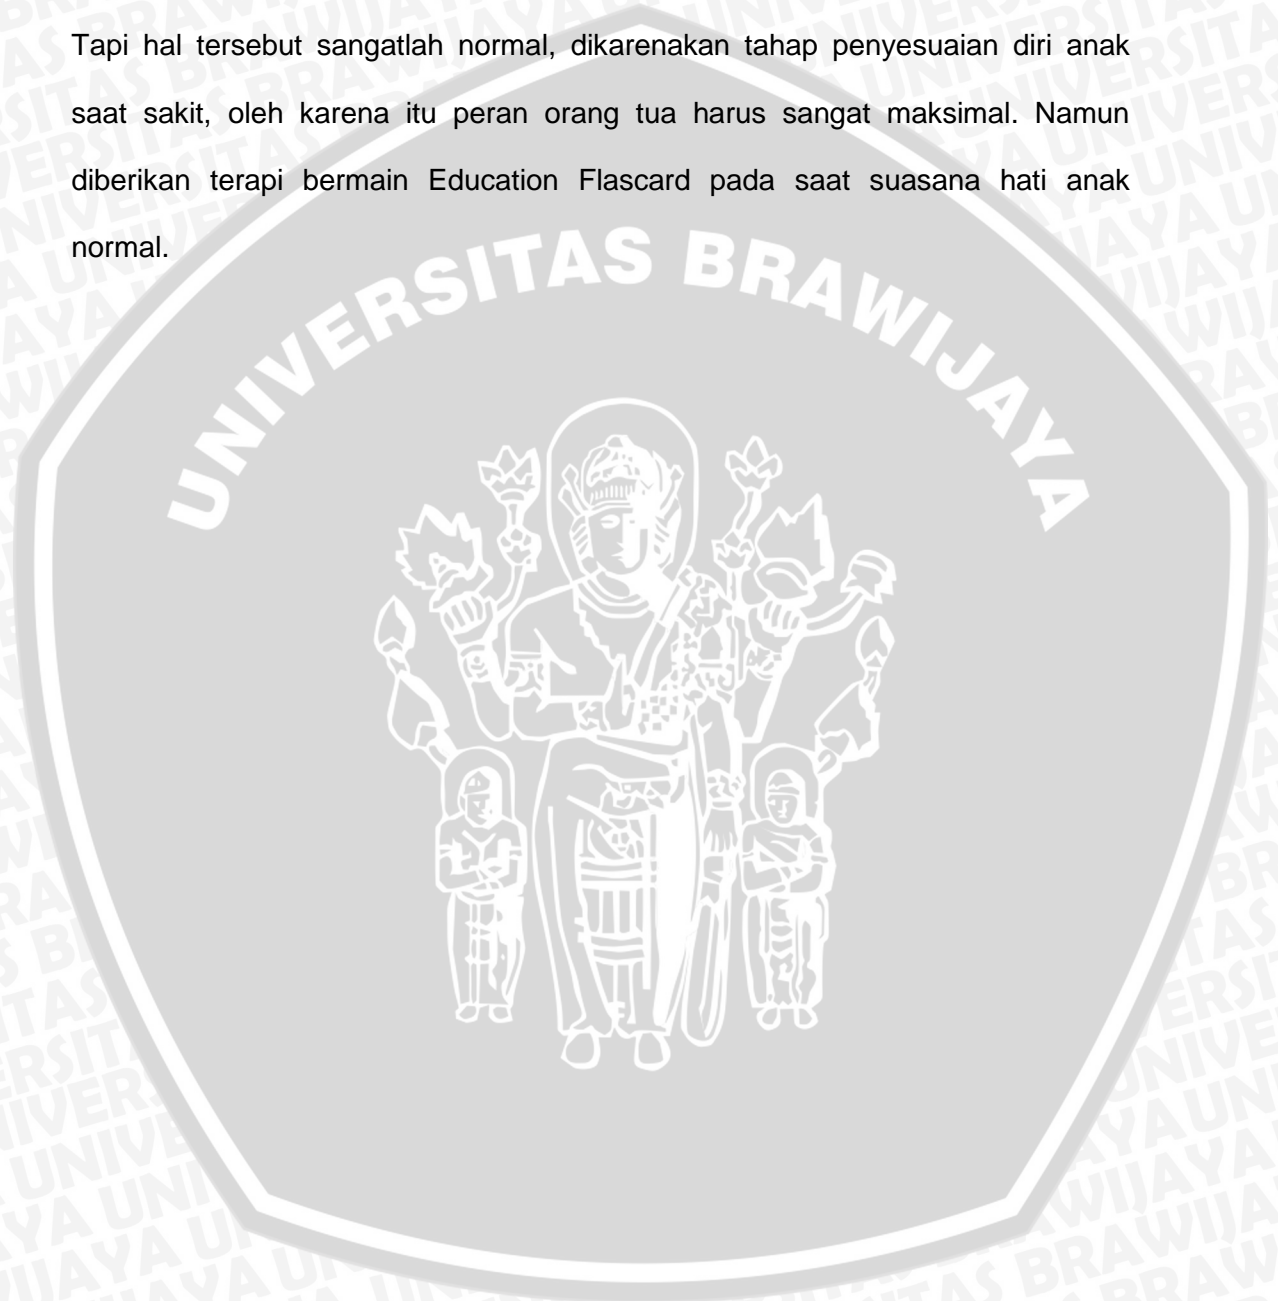 Tapi hal tersebut sangatlah normal, dikarenakan tahap penyesuaian diri anak
saat sakit, oleh karena itu peran orang tua harus sangat maksimal. Namun
diberikan terapi bermain Education Flascard pada saat suasana hati anak
normal.
UNIVERSITAS BRAWIJAYA